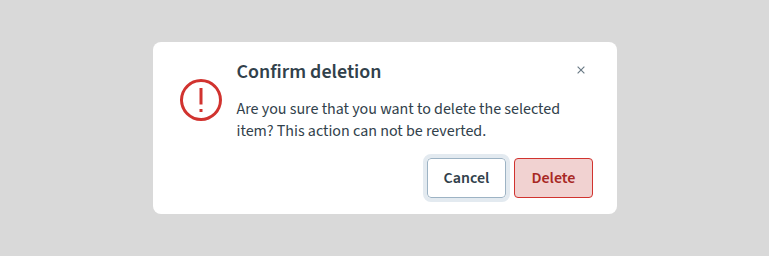 Confirm deletion
Are you sure that you want to delete the selected
item? This action can not be reverted.
Cancel Delete